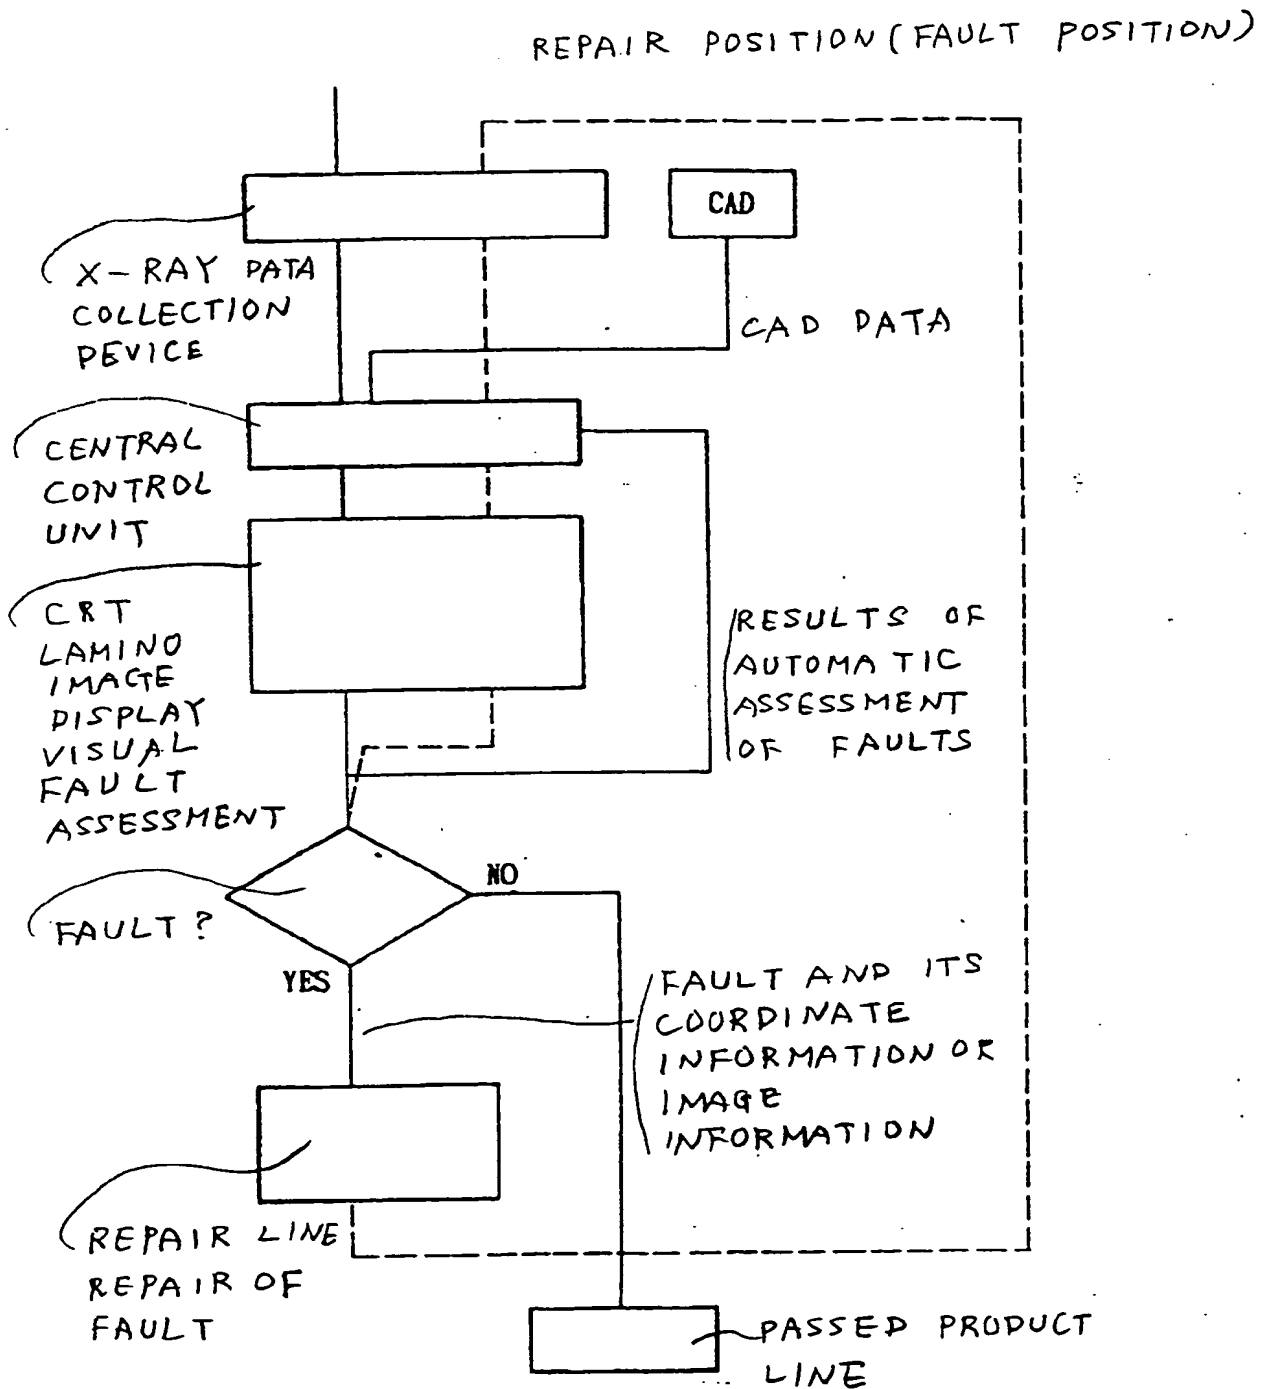 REPAIR POSITION (FAULT POSITION)
CAD
X-RAY DATA
COLLECTION
DEVICE
CAD DATA
CENTRAL
CONTROL
UNIT
CRT
LAMINO
IMAGE
DISPLAY
VISUAL
FAULT
ASSESSMENT
RESULTS OF
AUTOMATIC
ASSESSMENT
OF FAULTS
FAULT?
NO
YES
FAULT AND ITS
COORDINATE
INFORMATION OR
IMAGE
INFORMATION
REPAIR LINE
REPAIR OF
FAULT
PASSED PRODUCT
LINE